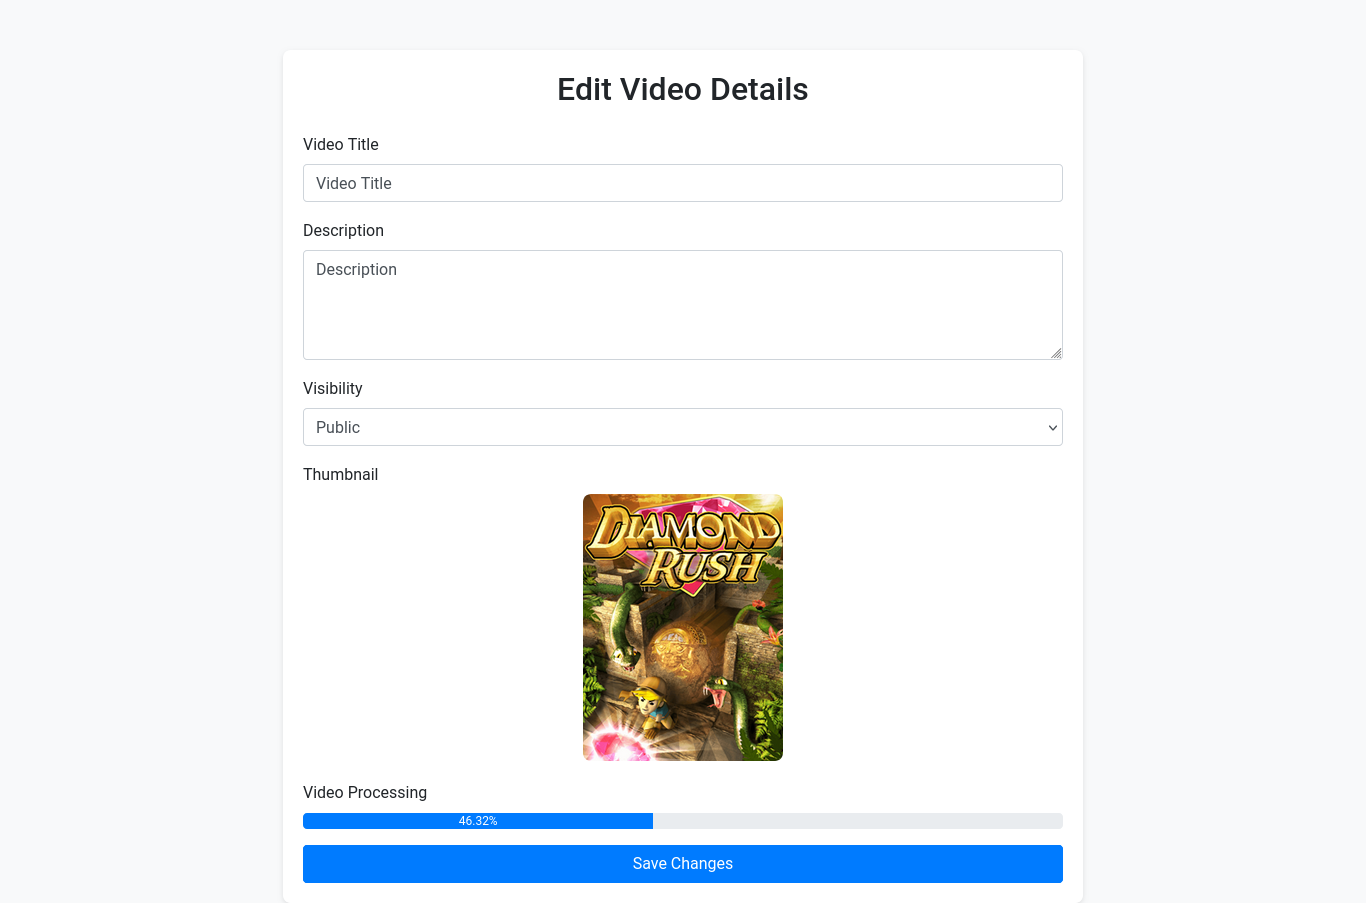 Edit Video Details
Video Title
Video Title
Description
Description
Visibility
Public
Thumbnail
DIAMOND
RUSH
Video Processing
46.32%
Save Changes